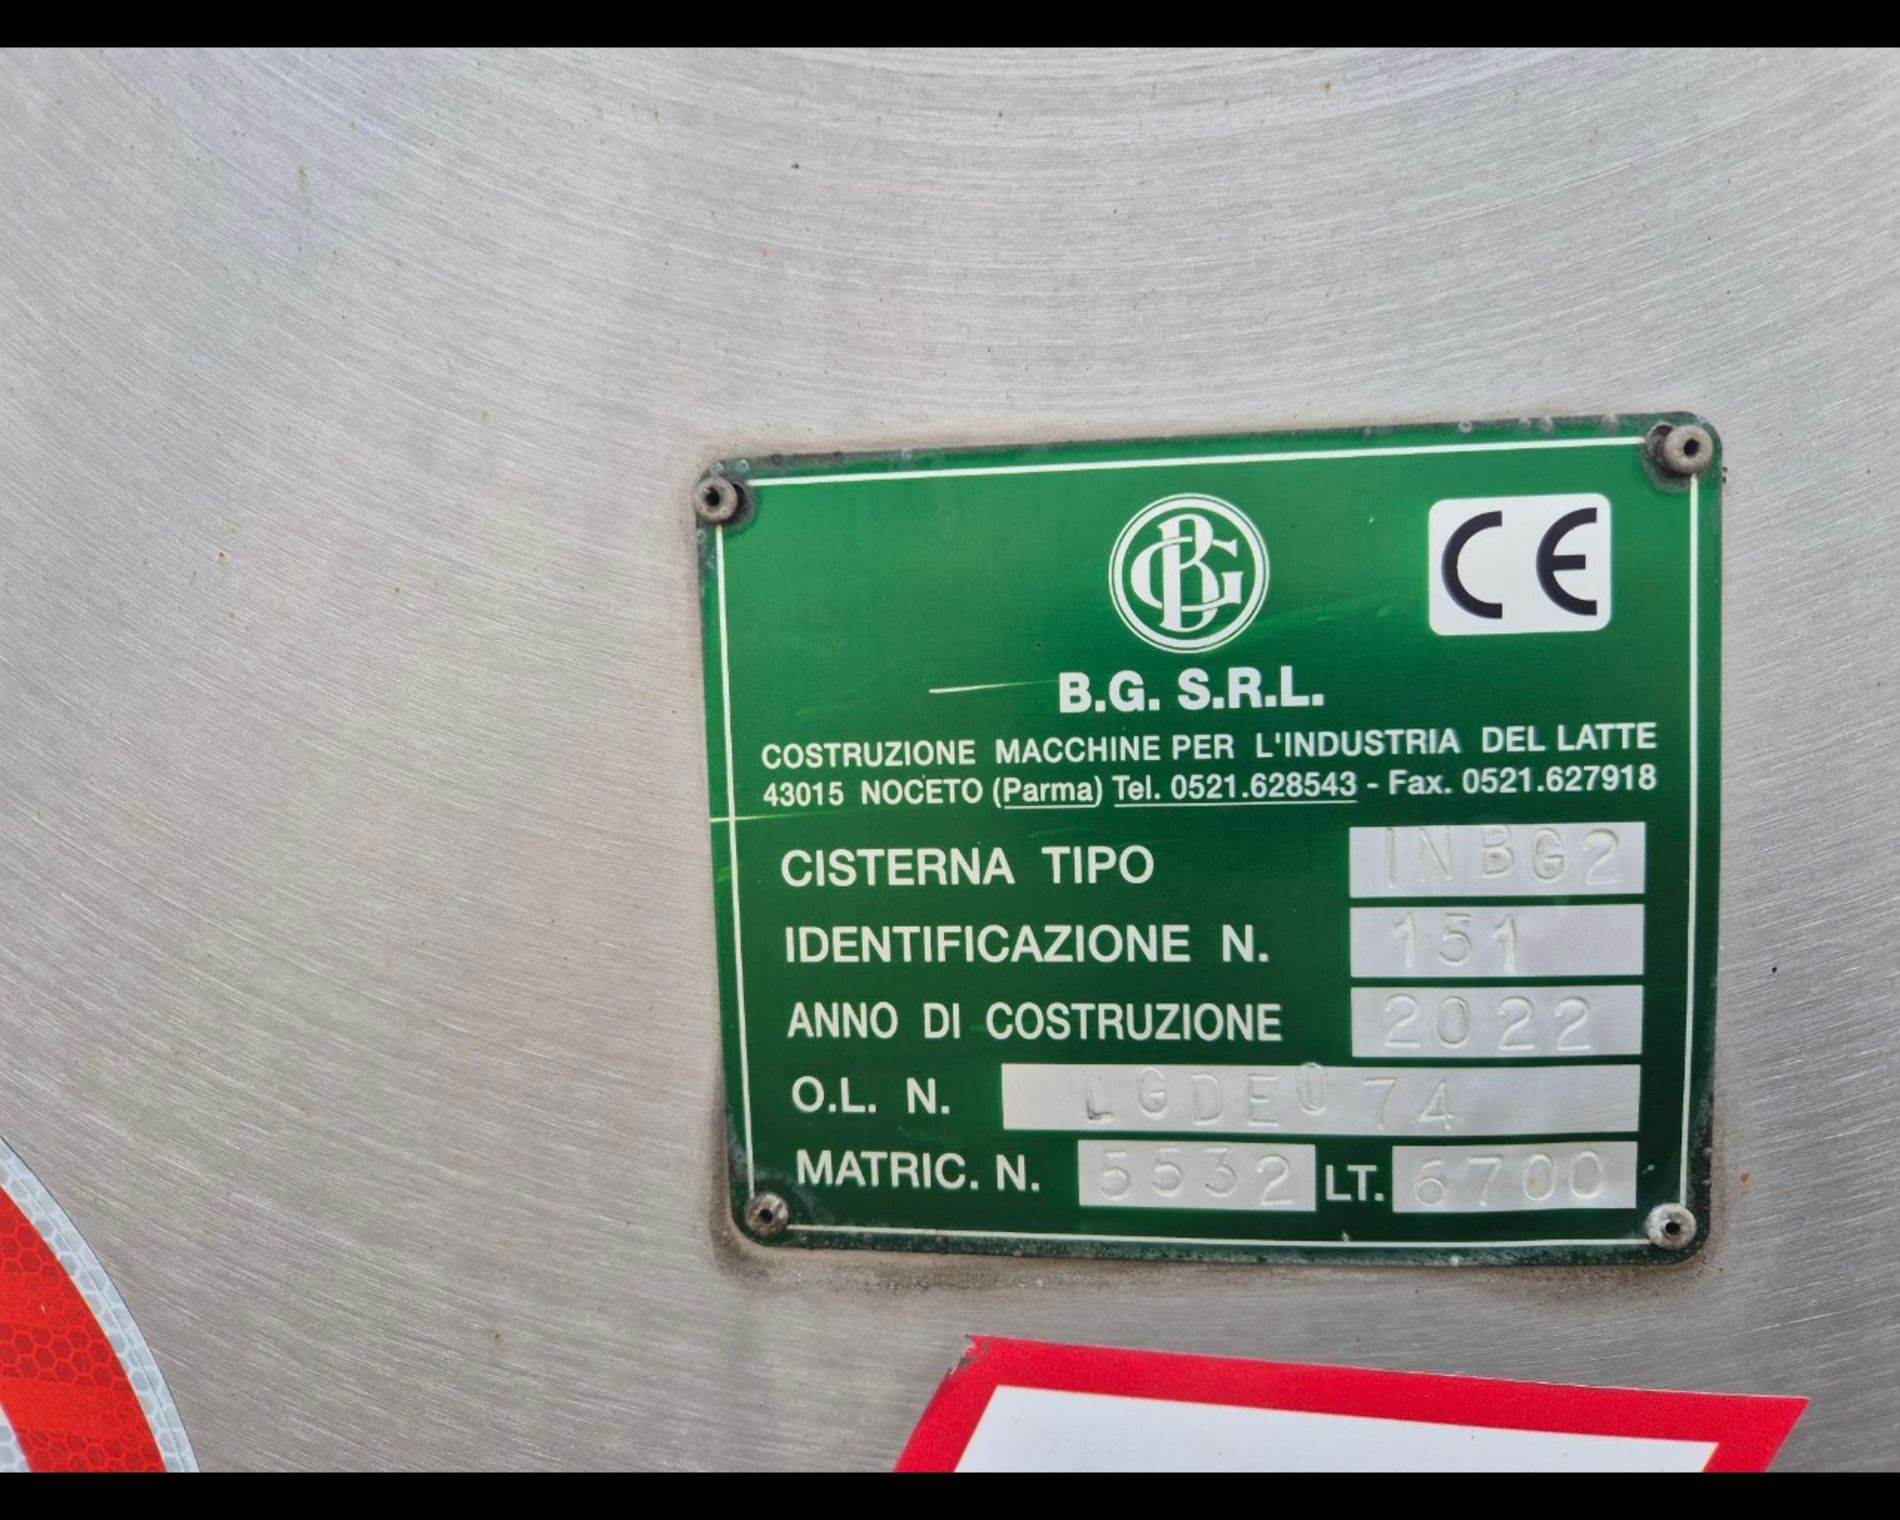 BG
CE
B.G. S.R.L.
COSTRUZIONE MACCHINE PER L'INDUSTRIA DEL LATTE
43015 NOCETO (Parma) Tel. 0521.628543 - Fax. 0521.627918
CISTERNA TIPO INBG2
IDENTIFICAZIONE N. 151
ANNO DI COSTRUZIONE 2022
O.L. N. LGDE074
MATRIC. N. 5532 LT. 6700